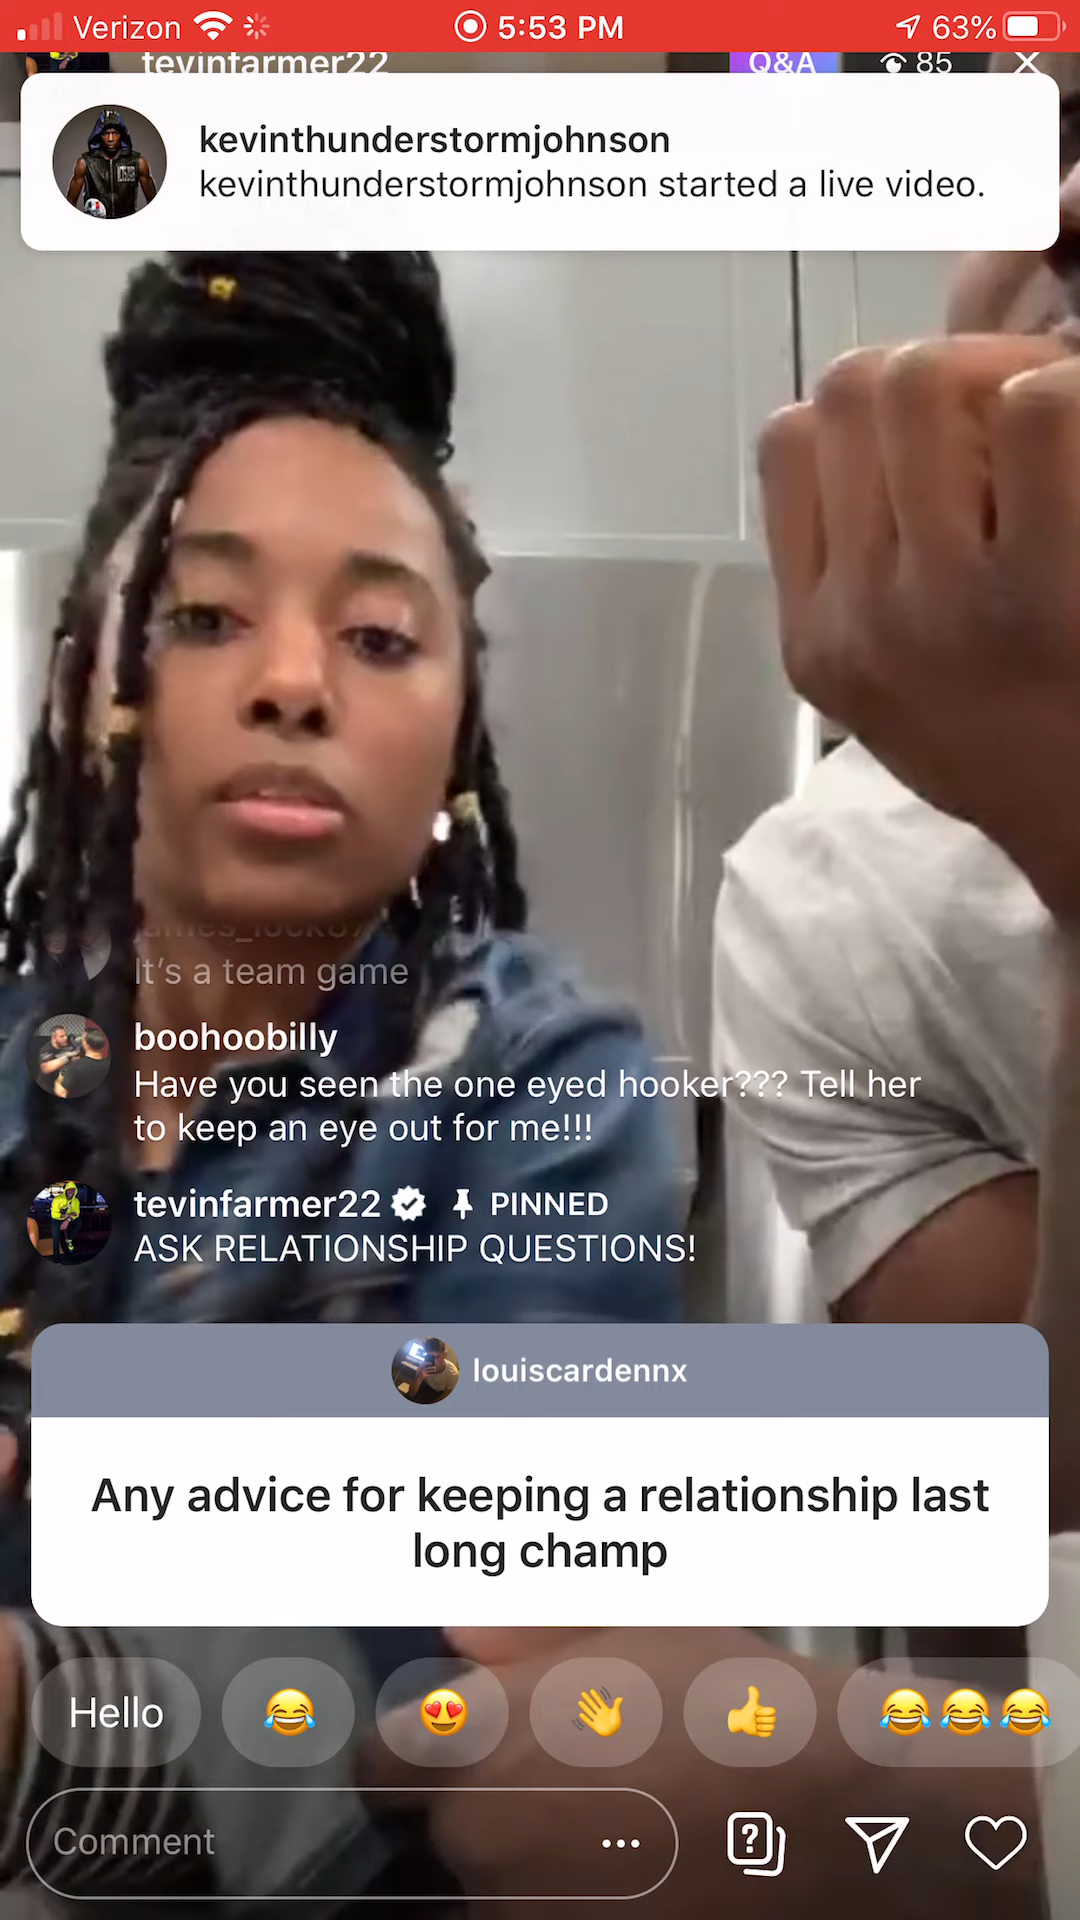 Verizon 5:53 PM 63%
tevinfarmer22 Q&A 85
kevinthunderstormjohnson
kevinthunderstormjohnson started a live video.
It's a team game
boohoobilly
Have you seen the one eyed hooker??? Tell her
to keep an eye out for me!!!
tevinfarmer22 PINNED
ASK RELATIONSHIP QUESTIONS!
louiscardennx
Any advice for keeping a relationship last
long champ
Hello
Comment